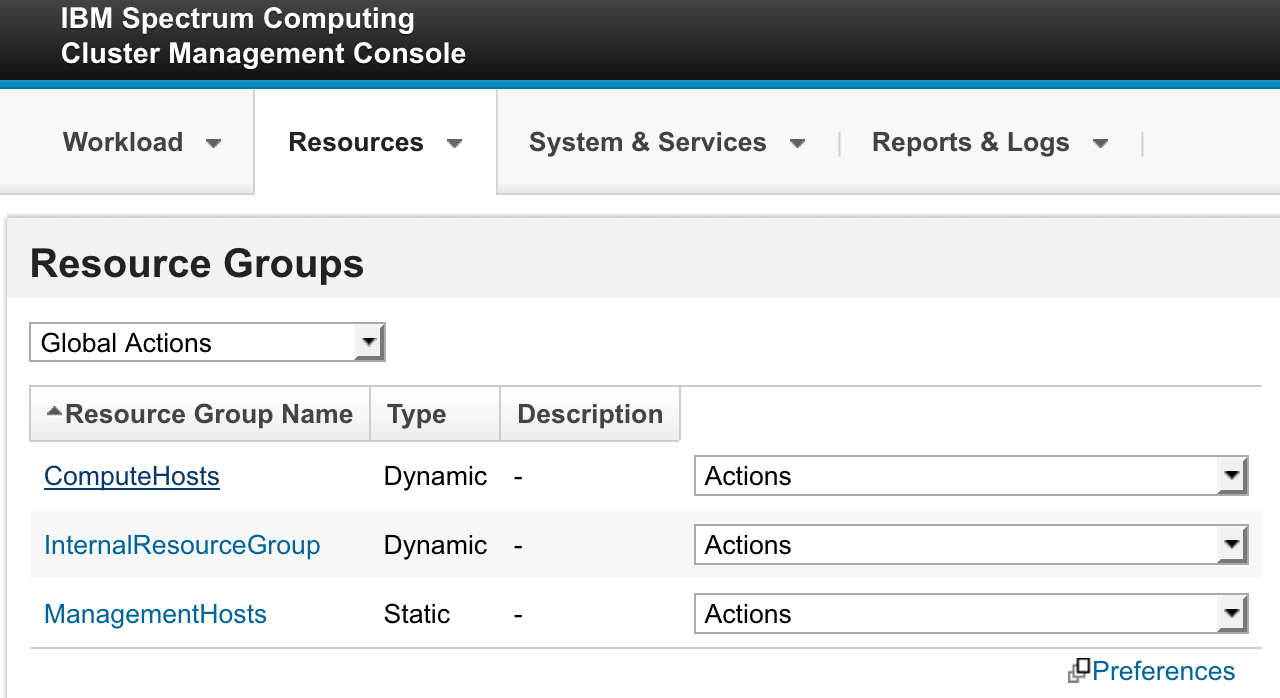 IBM Spectrum Computing
Cluster Management Console
Workload Resources System & Services Reports & Logs
Resource Groups
Global Actions
Resource Group Name Type Description
ComputeHosts Dynamic - Actions
InternalResourceGroup Dynamic - Actions
ManagementHosts Static - Actions
Preferences